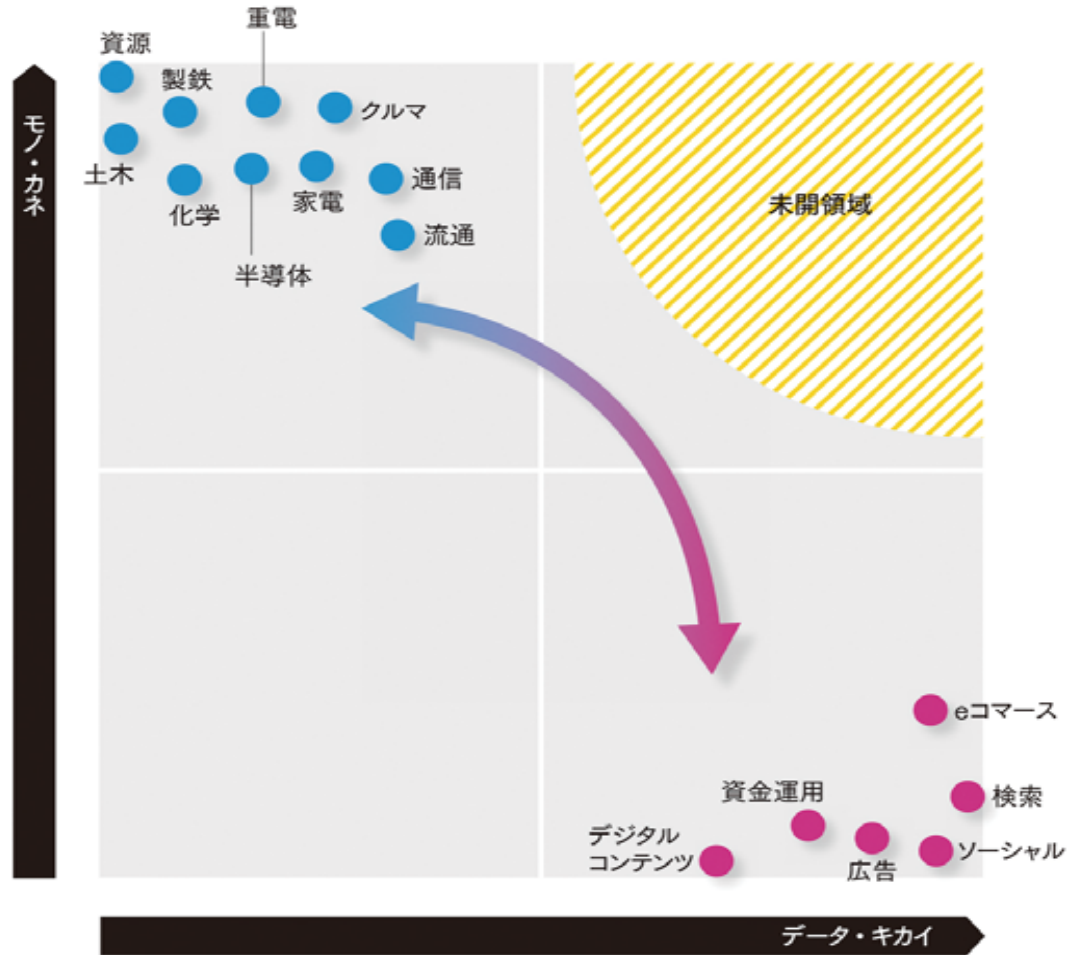 重電
資源
製鉄
クルマ
モノ・カネ
土木
化学
家電
通信
流通
半導体
未開領域
eコマース
資金運用
検索
デジタル
コンテンツ
広告
ソーシャル
データ・キカイ